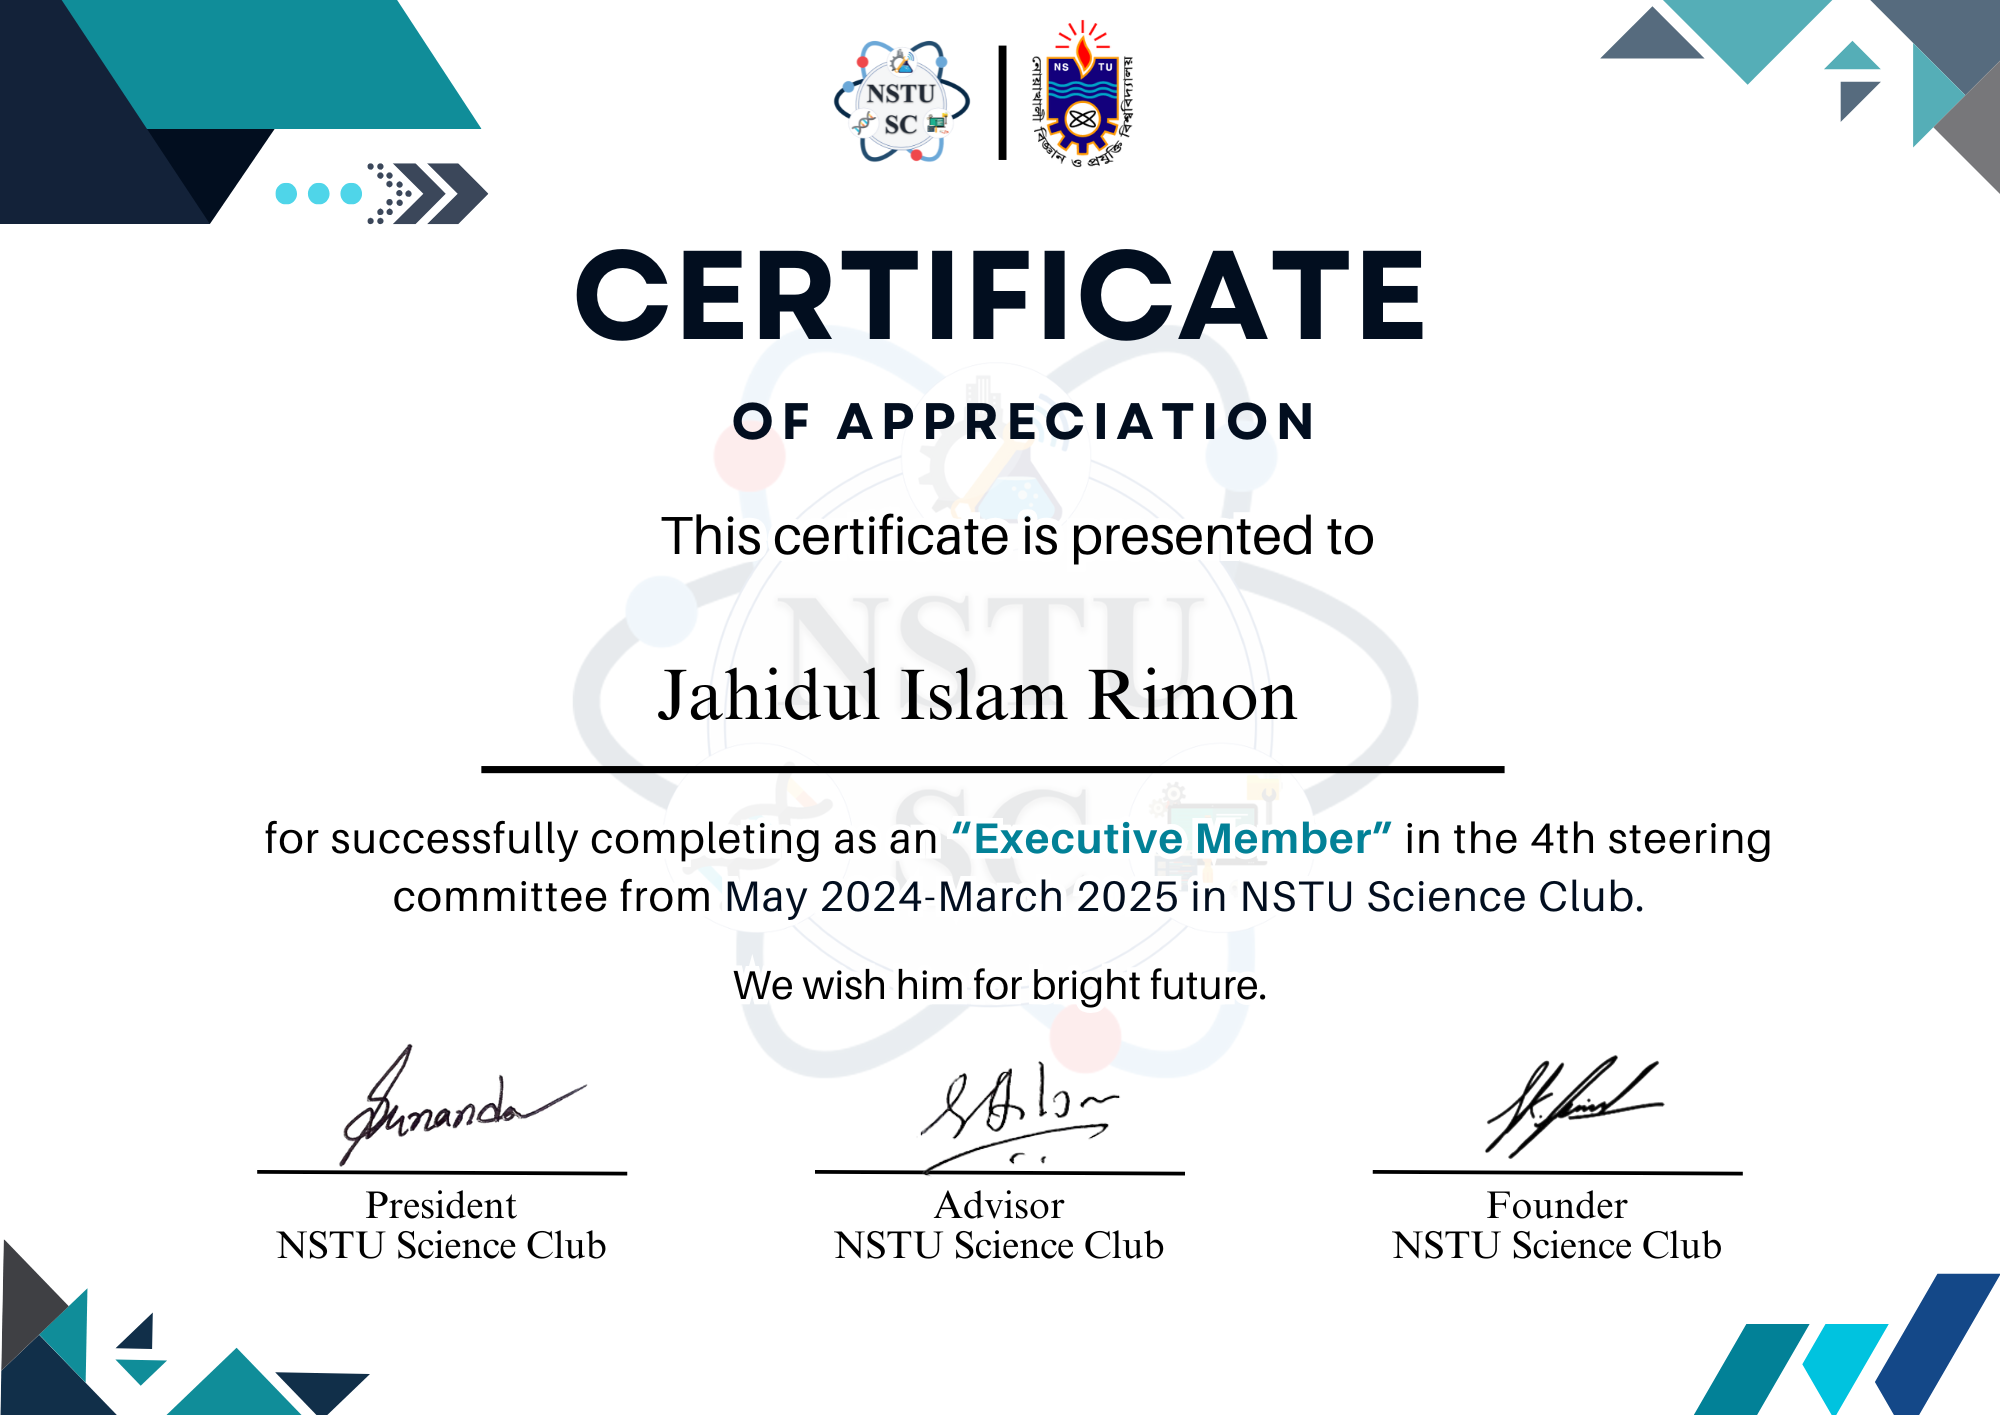 NSTU
SC
NS TU
নোয়াখালী বিজ্ঞান ও প্রযুক্তি বিশ্ববিদ্যালয়
CERTIFICATE
OF APPRECIATION
This certificate is presented to
Jahidul Islam Rimon
for successfully completing as an “Executive Member” in the 4th steering
committee from May 2024-March 2025 in NSTU Science Club.
We wish him for bright future.
Sunanda
President
NSTU Science Club
Advisor
NSTU Science Club
Founder
NSTU Science Club
NSTU
SC